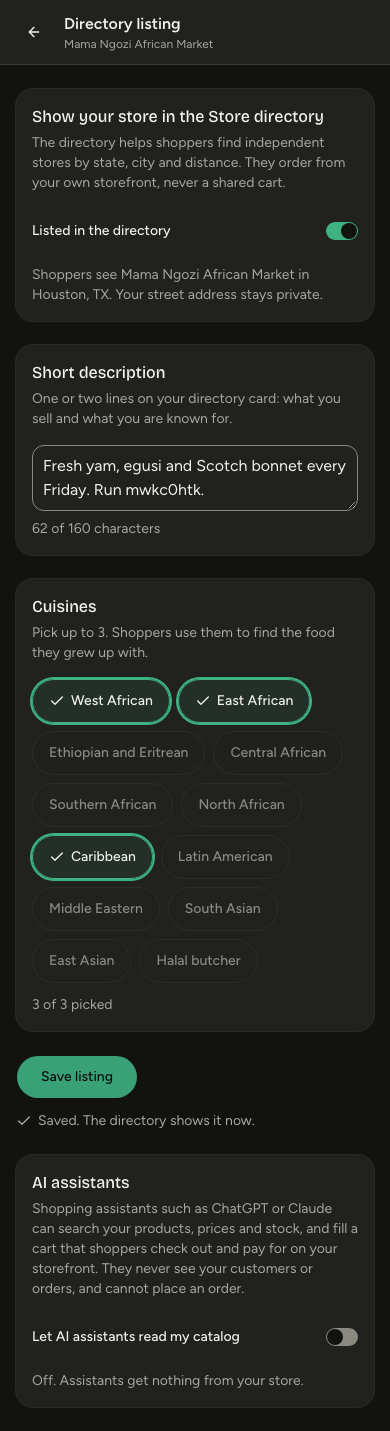 Directory listing
Mama Ngozi African Market
Show your store in the Store directory
The directory helps shoppers find independent
stores by state, city and distance. They order from
your own storefront, never a shared cart.
Listed in the directory
Shoppers see Mama Ngozi African Market in
Houston, TX. Your street address stays private.
Short description
One or two lines on your directory card: what you
sell and what you are known for.
Fresh yam, egusi and Scotch bonnet every
Friday. Run mwkc0htk.
62 of 160 characters
Cuisines
Pick up to 3. Shoppers use them to find the food
they grew up with.
West African East African
Ethiopian and Eritrean Central African
Southern African North African
Caribbean Latin American
Middle Eastern South Asian
East Asian Halal butcher
3 of 3 picked
Save listing
Saved. The directory shows it now.
AI assistants
Shopping assistants such as ChatGPT or Claude
can search your products, prices and stock, and fill a
cart that shoppers check out and pay for on your
storefront. They never see your customers or
orders, and cannot place an order.
Let AI assistants read my catalog
Off. Assistants get nothing from your store.